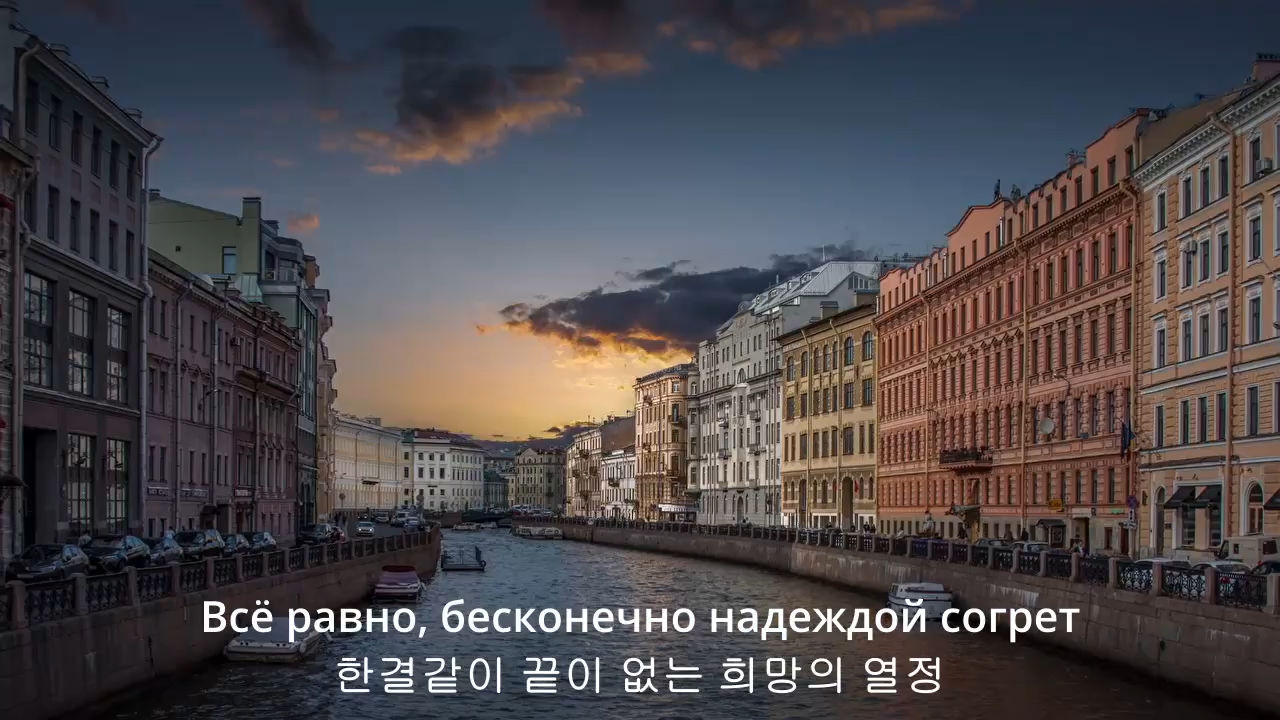 Всё равно, бесконечно надеждой согрет
한결같이 끝이 없는 희망의 열정